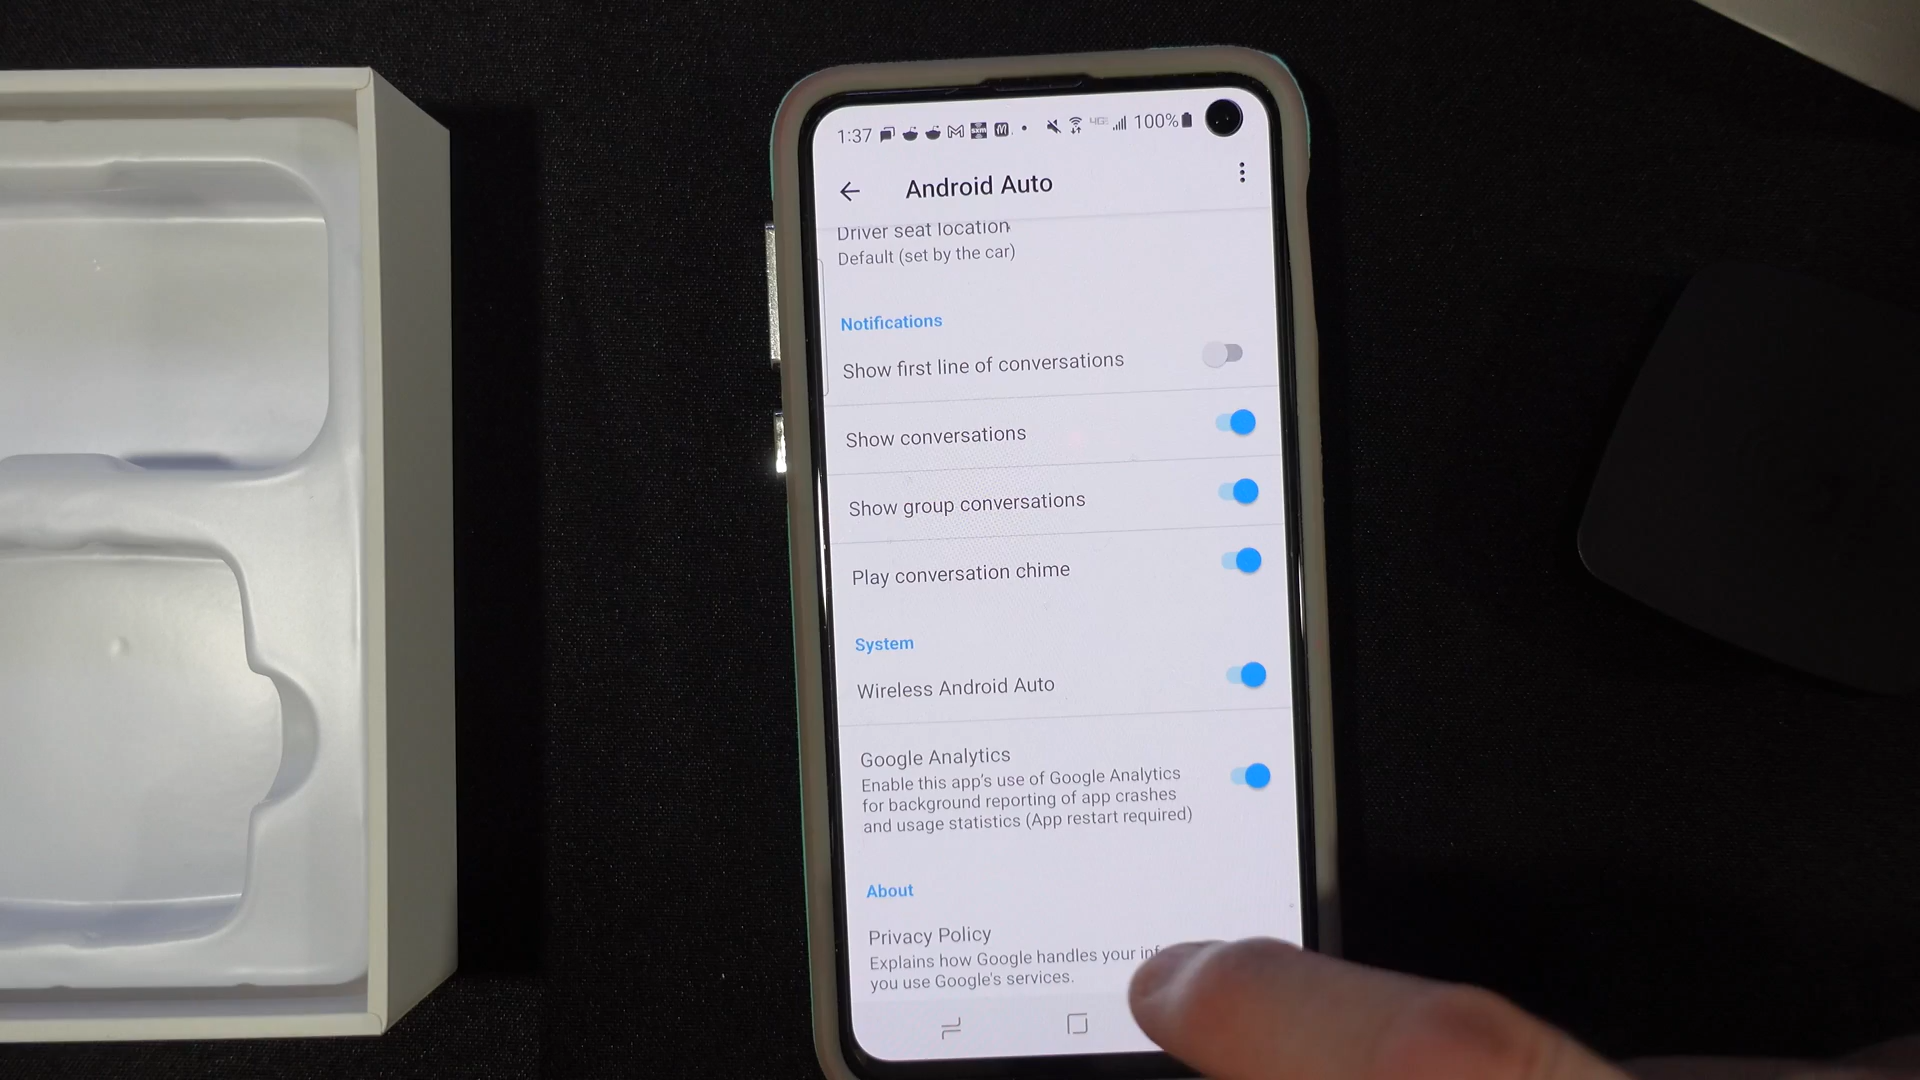 1:37 100%
Android Auto
Driver seat location
Default (set by the car)
Notifications
Show first line of conversations
Show conversations
Show group conversations
Play conversation chime
System
Wireless Android Auto
Google Analytics
Enable this app's use of Google Analytics
for background reporting of app crashes
and usage statistics (App restart required)
About
Privacy Policy
Explains how Google handles your inf
you use Google's services.